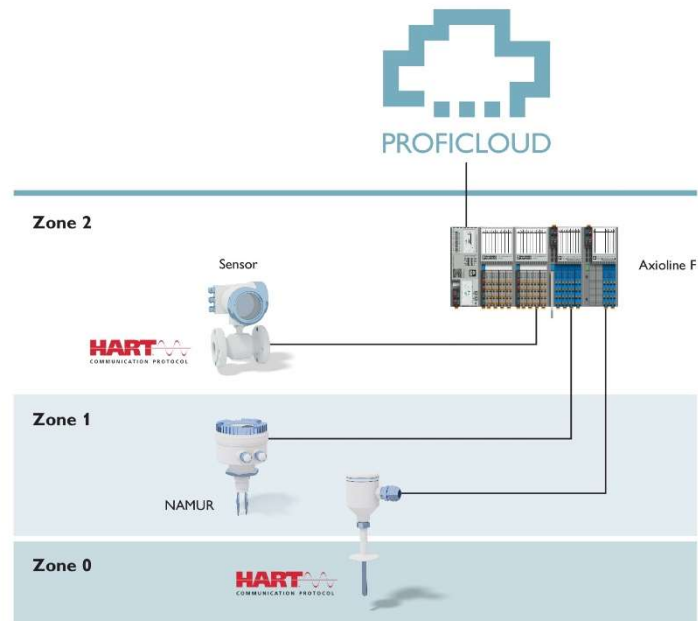 PROFICLOUD
Zone 2
Sensor
Axioline F
HART
COMMUNICATION PROTOCOL
Zone 1
NAMUR
Zone 0
HART
COMMUNICATION PROTOCOL